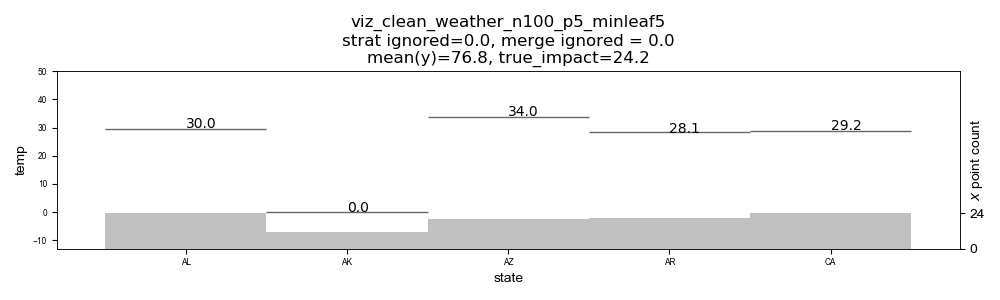 viz_clean_weather_n100_p5_minleaf5
strat ignored=0.0, merge ignored = 0.0
mean(y)=76.8, true_impact=24.2
50
40
30
20
10
0
−10
temp
30.0
0.0
34.0
28.1
29.2
24
0
x point count
AL
AK
AZ
AR
CA
state